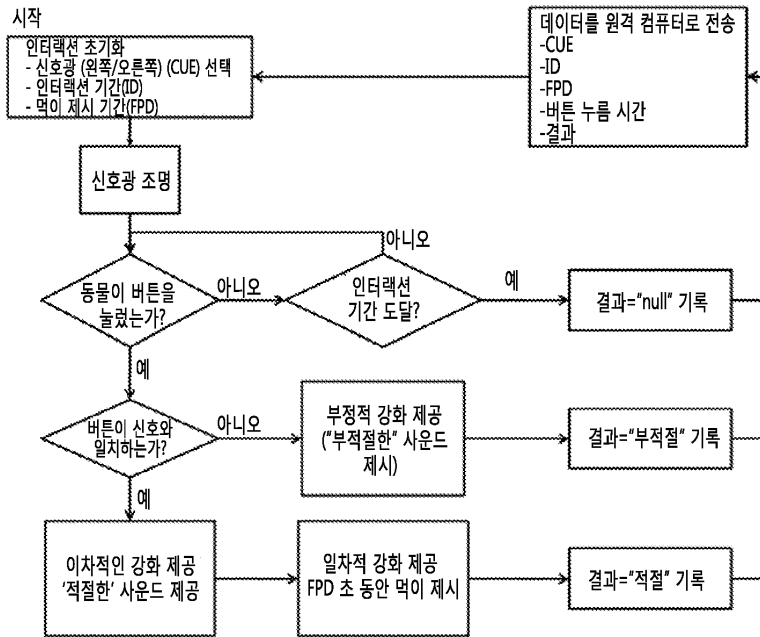 시작
인터랙션 초기화
- 신호광 (왼쪽/오른쪽) (CUE) 선택
- 인터랙션 기간(ID)
- 먹이 제시 기간(FPD)
데이터를 원격 컴퓨터로 전송
-CUE
-ID
-FPD
-버튼 누름 시간
-결과
신호광 조명
아니오
동물이 버튼을
눌렀는가?
아니오
인터랙션
기간 도달?
예
결과="null" 기록
예
버튼이 신호와
일치하는가?
아니오
부정적 강화 제공
("부적절한" 사운드
제시)
결과="부적절" 기록
예
이차적인 강화 제공
'적절한' 사운드 제공
일차적 강화 제공
FPD 초 동안 먹이 제시
결과="적절" 기록